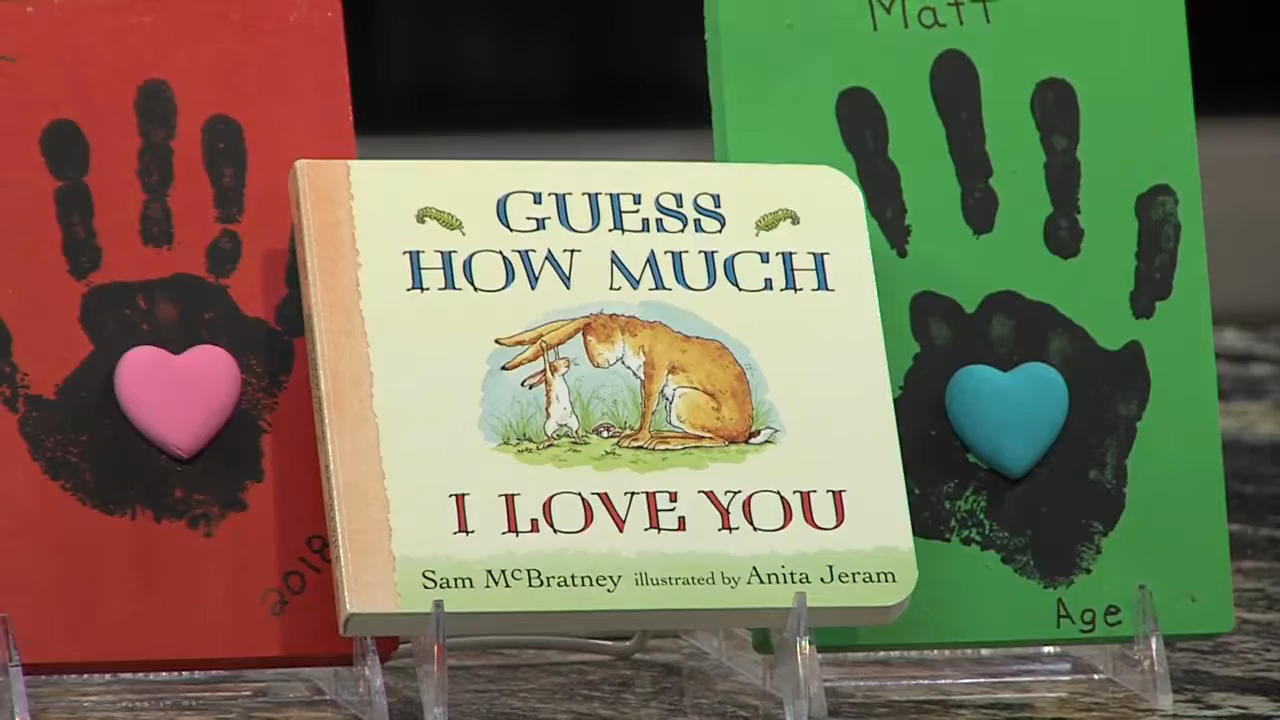 Matt
GUESS
HOW MUCH
I LOVE YOU
Sam McBratney illustrated by Anita Jeram
2018
Age